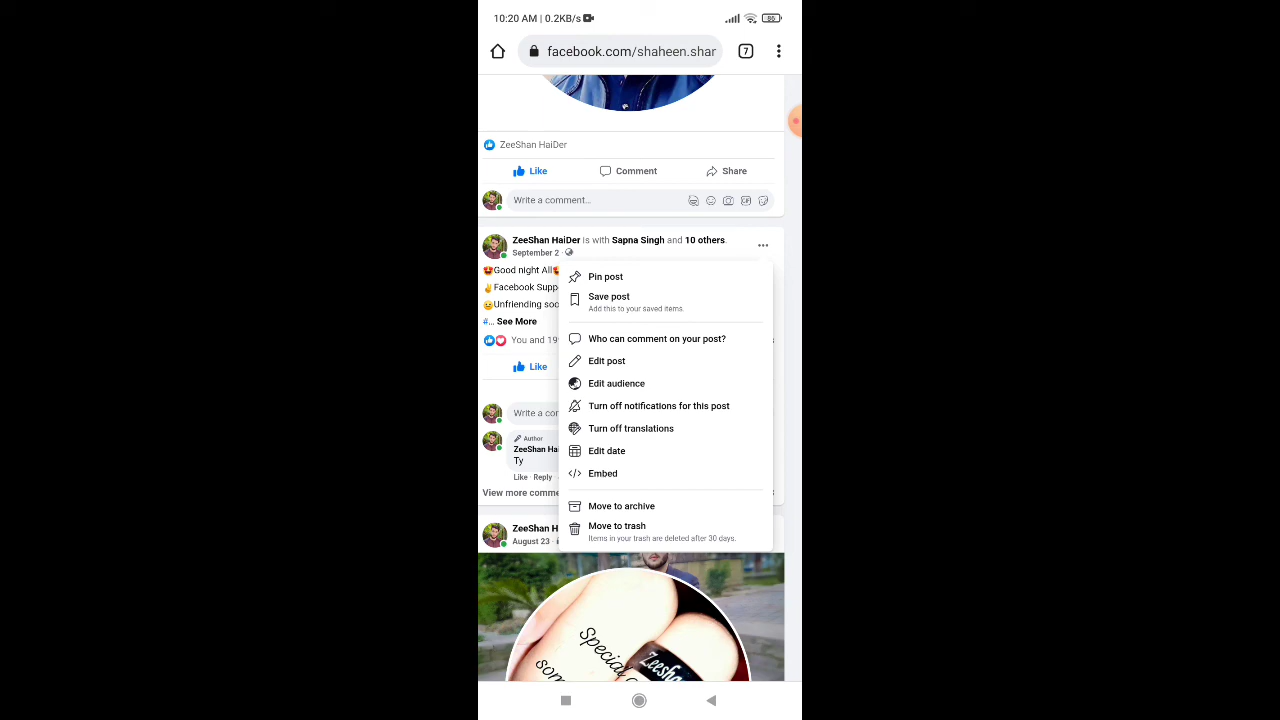 10:20 AM | 0.2KB/s
86
facebook.com/shaheen.shar
7
ZeeShan HaiDer
Like
Comment
Share
Write a comment...
GIF
ZeeShan HaiDer is with Sapna Singh and 10 others.
September 2 ·
😍Good night All
✌Facebook Supp
😐Unfriending soo
#... See More
You and 19
Like
Write a com
Author
ZeeShan Hai
Ty
Like · Reply ·
View more comme
Pin post
Save post
Add this to your saved items.
Who can comment on your post?
Edit post
Edit audience
Turn off notifications for this post
Turn off translations
Edit date
Embed
Move to archive
Move to trash
Items in your trash are deleted after 30 days.
ZeeShan H
August 23 ·
Special
som
Zeesha